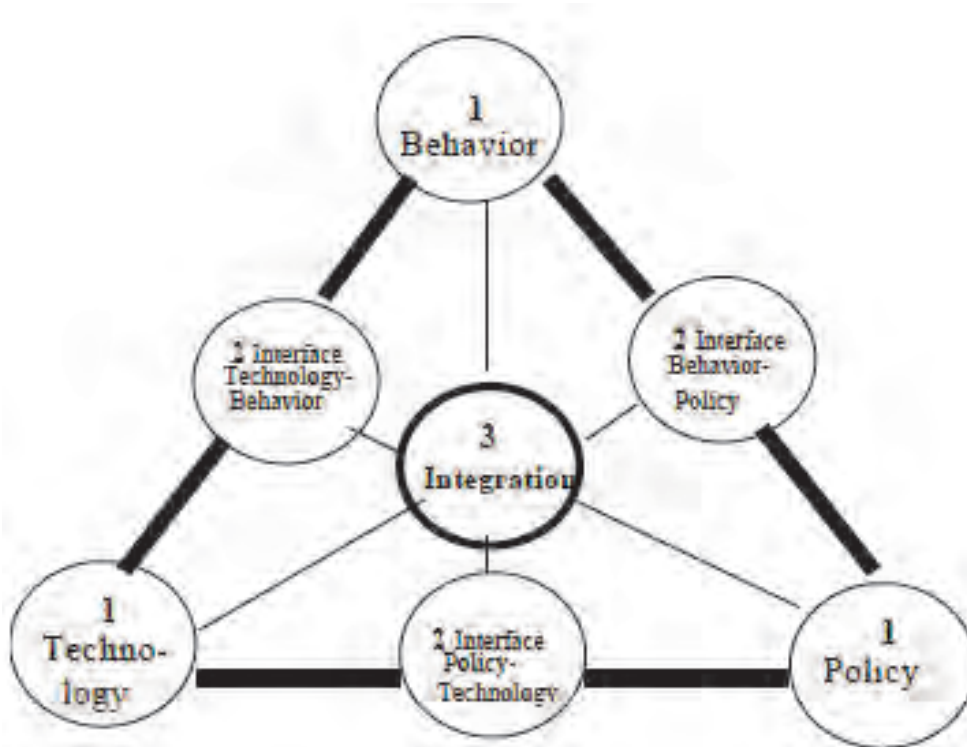 1
Behavior
2 Interface
Technology-
Behavior
2 Interface
Behavior-
Policy
3
Integration
1
Techno-
logy
2 Interface
Policy-
Technology
1
Policy